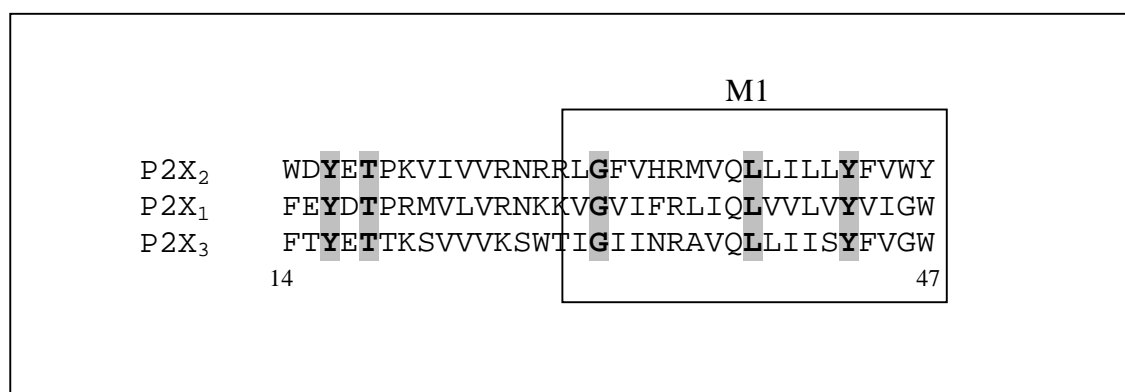 M1
P2X₂ WDYETPKVIVVRNRRLGFVHRMVQLLILLYFVWY
P2X₁ FEYDTPRMVLVRNKKVGVIFRLIQLVVLVYVIGW
P2X₃ FTYETTKSVVVKSWTIGIINRAVQLLIISYFVGW
14 47